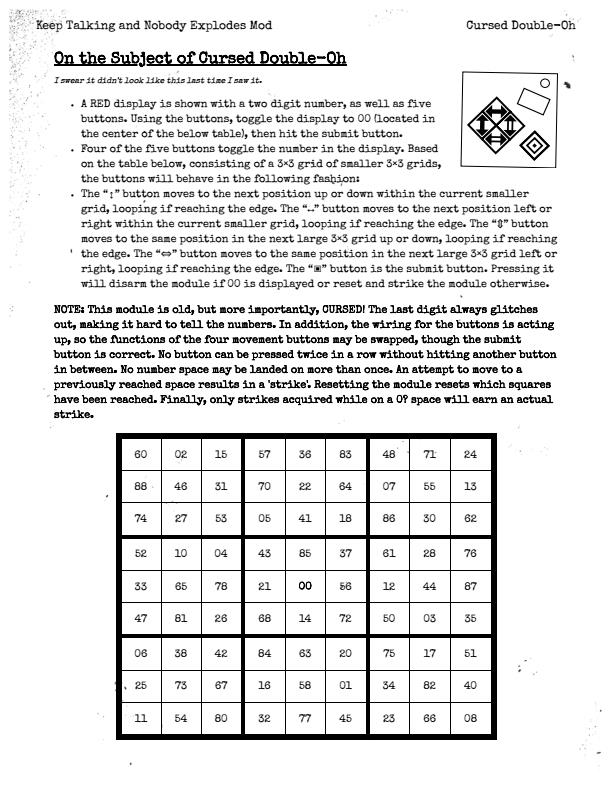 Keep Talking and Nobody Explodes Mod Cursed Double-Oh
On the Subject of Cursed Double-Oh
I swear it didn't look like this last time I saw it.
• A RED display is shown with a two digit number, as well as five
buttons. Using the buttons, toggle the display to 00 (located in
the center of the below table), then hit the submit button.
• Four of the five buttons toggle the number in the display. Based
on the table below, consisting of a 3×3 grid of smaller 3×3 grids,
the buttons will behave in the following fashion:
• The “↕” button moves to the next position up or down within the current smaller
grid, looping if reaching the edge. The “↔” button moves to the next position left or
right within the current smaller grid, looping if reaching the edge. The “⇕” button
moves to the same position in the next large 3×3 grid up or down, looping if reaching
the edge. The “⇔” button moves to the same position in the next large 3×3 grid left or
right, looping if reaching the edge. The “▣” button is the submit button. Pressing it
will disarm the module if 00 is displayed or reset and strike the module otherwise.
NOTE: This module is old, but more importantly, CURSED! The last digit always glitches
out, making it hard to tell the numbers. In addition, the wiring for the buttons is acting
up, so the functions of the four movement buttons may be swapped, though the submit
button is correct. No button can be pressed twice in a row without hitting another button
in between. No number space may be landed on more than once. An attempt to move to a
previously reached space results in a 'strike'. Resetting the module resets which squares
have been reached. Finally, only strikes acquired while on a 0? space will earn an actual
strike.
60 02 15 57 36 83 48 71 24
88 46 31 70 22 64 07 55 13
74 27 53 05 41 18 86 30 62
52 10 04 43 85 37 61 28 76
33 65 78 21 00 56 12 44 87
47 81 26 68 14 72 50 03 35
06 38 42 84 63 20 75 17 51
25 73 67 16 58 01 34 82 40
11 54 80 32 77 45 23 66 08